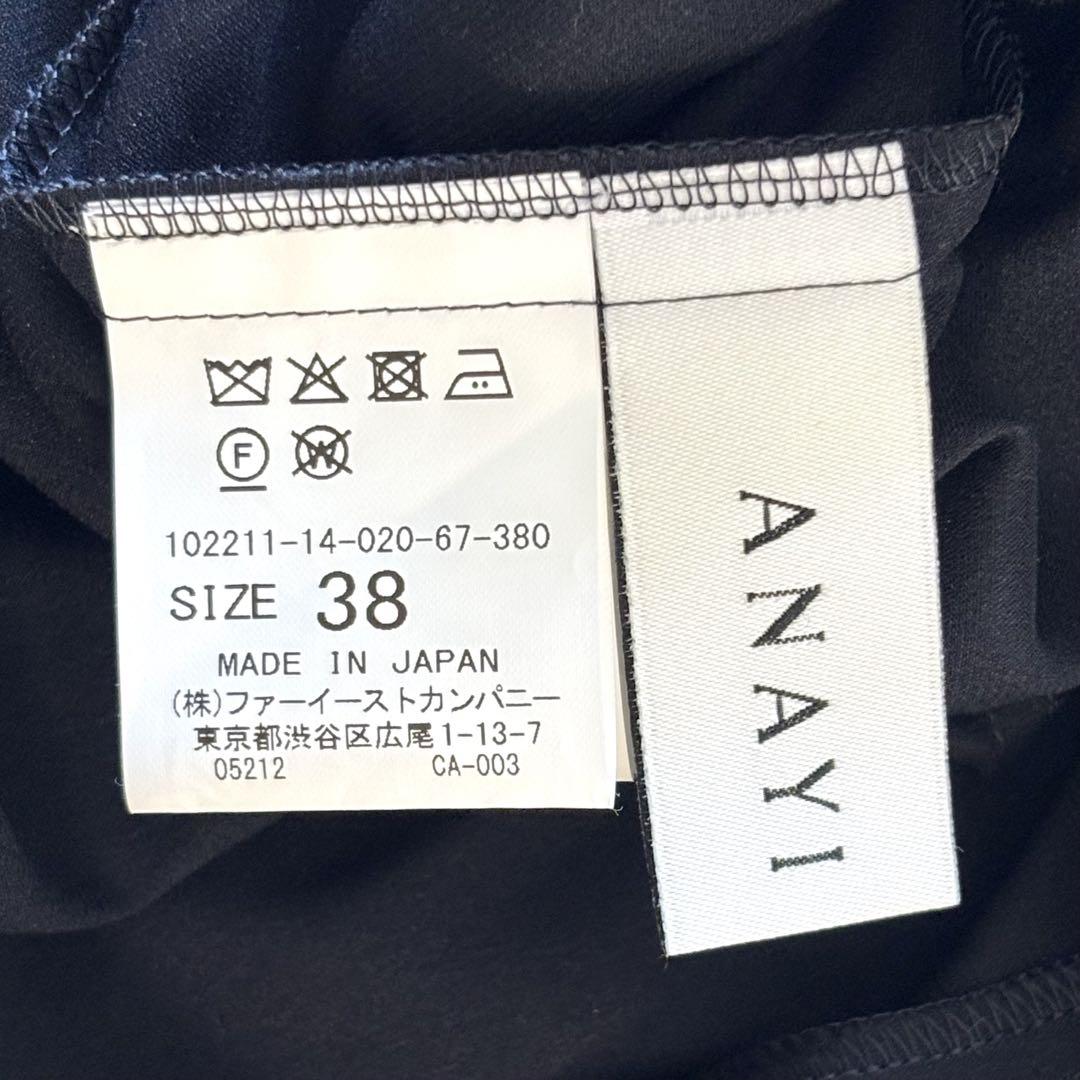 F
W
102211-14-020-67-380
SIZE 38
MADE IN JAPAN
(株)ファーイーストカンパニー
東京都渋谷区広尾1-13-7
05212 CA-003
ANAYI